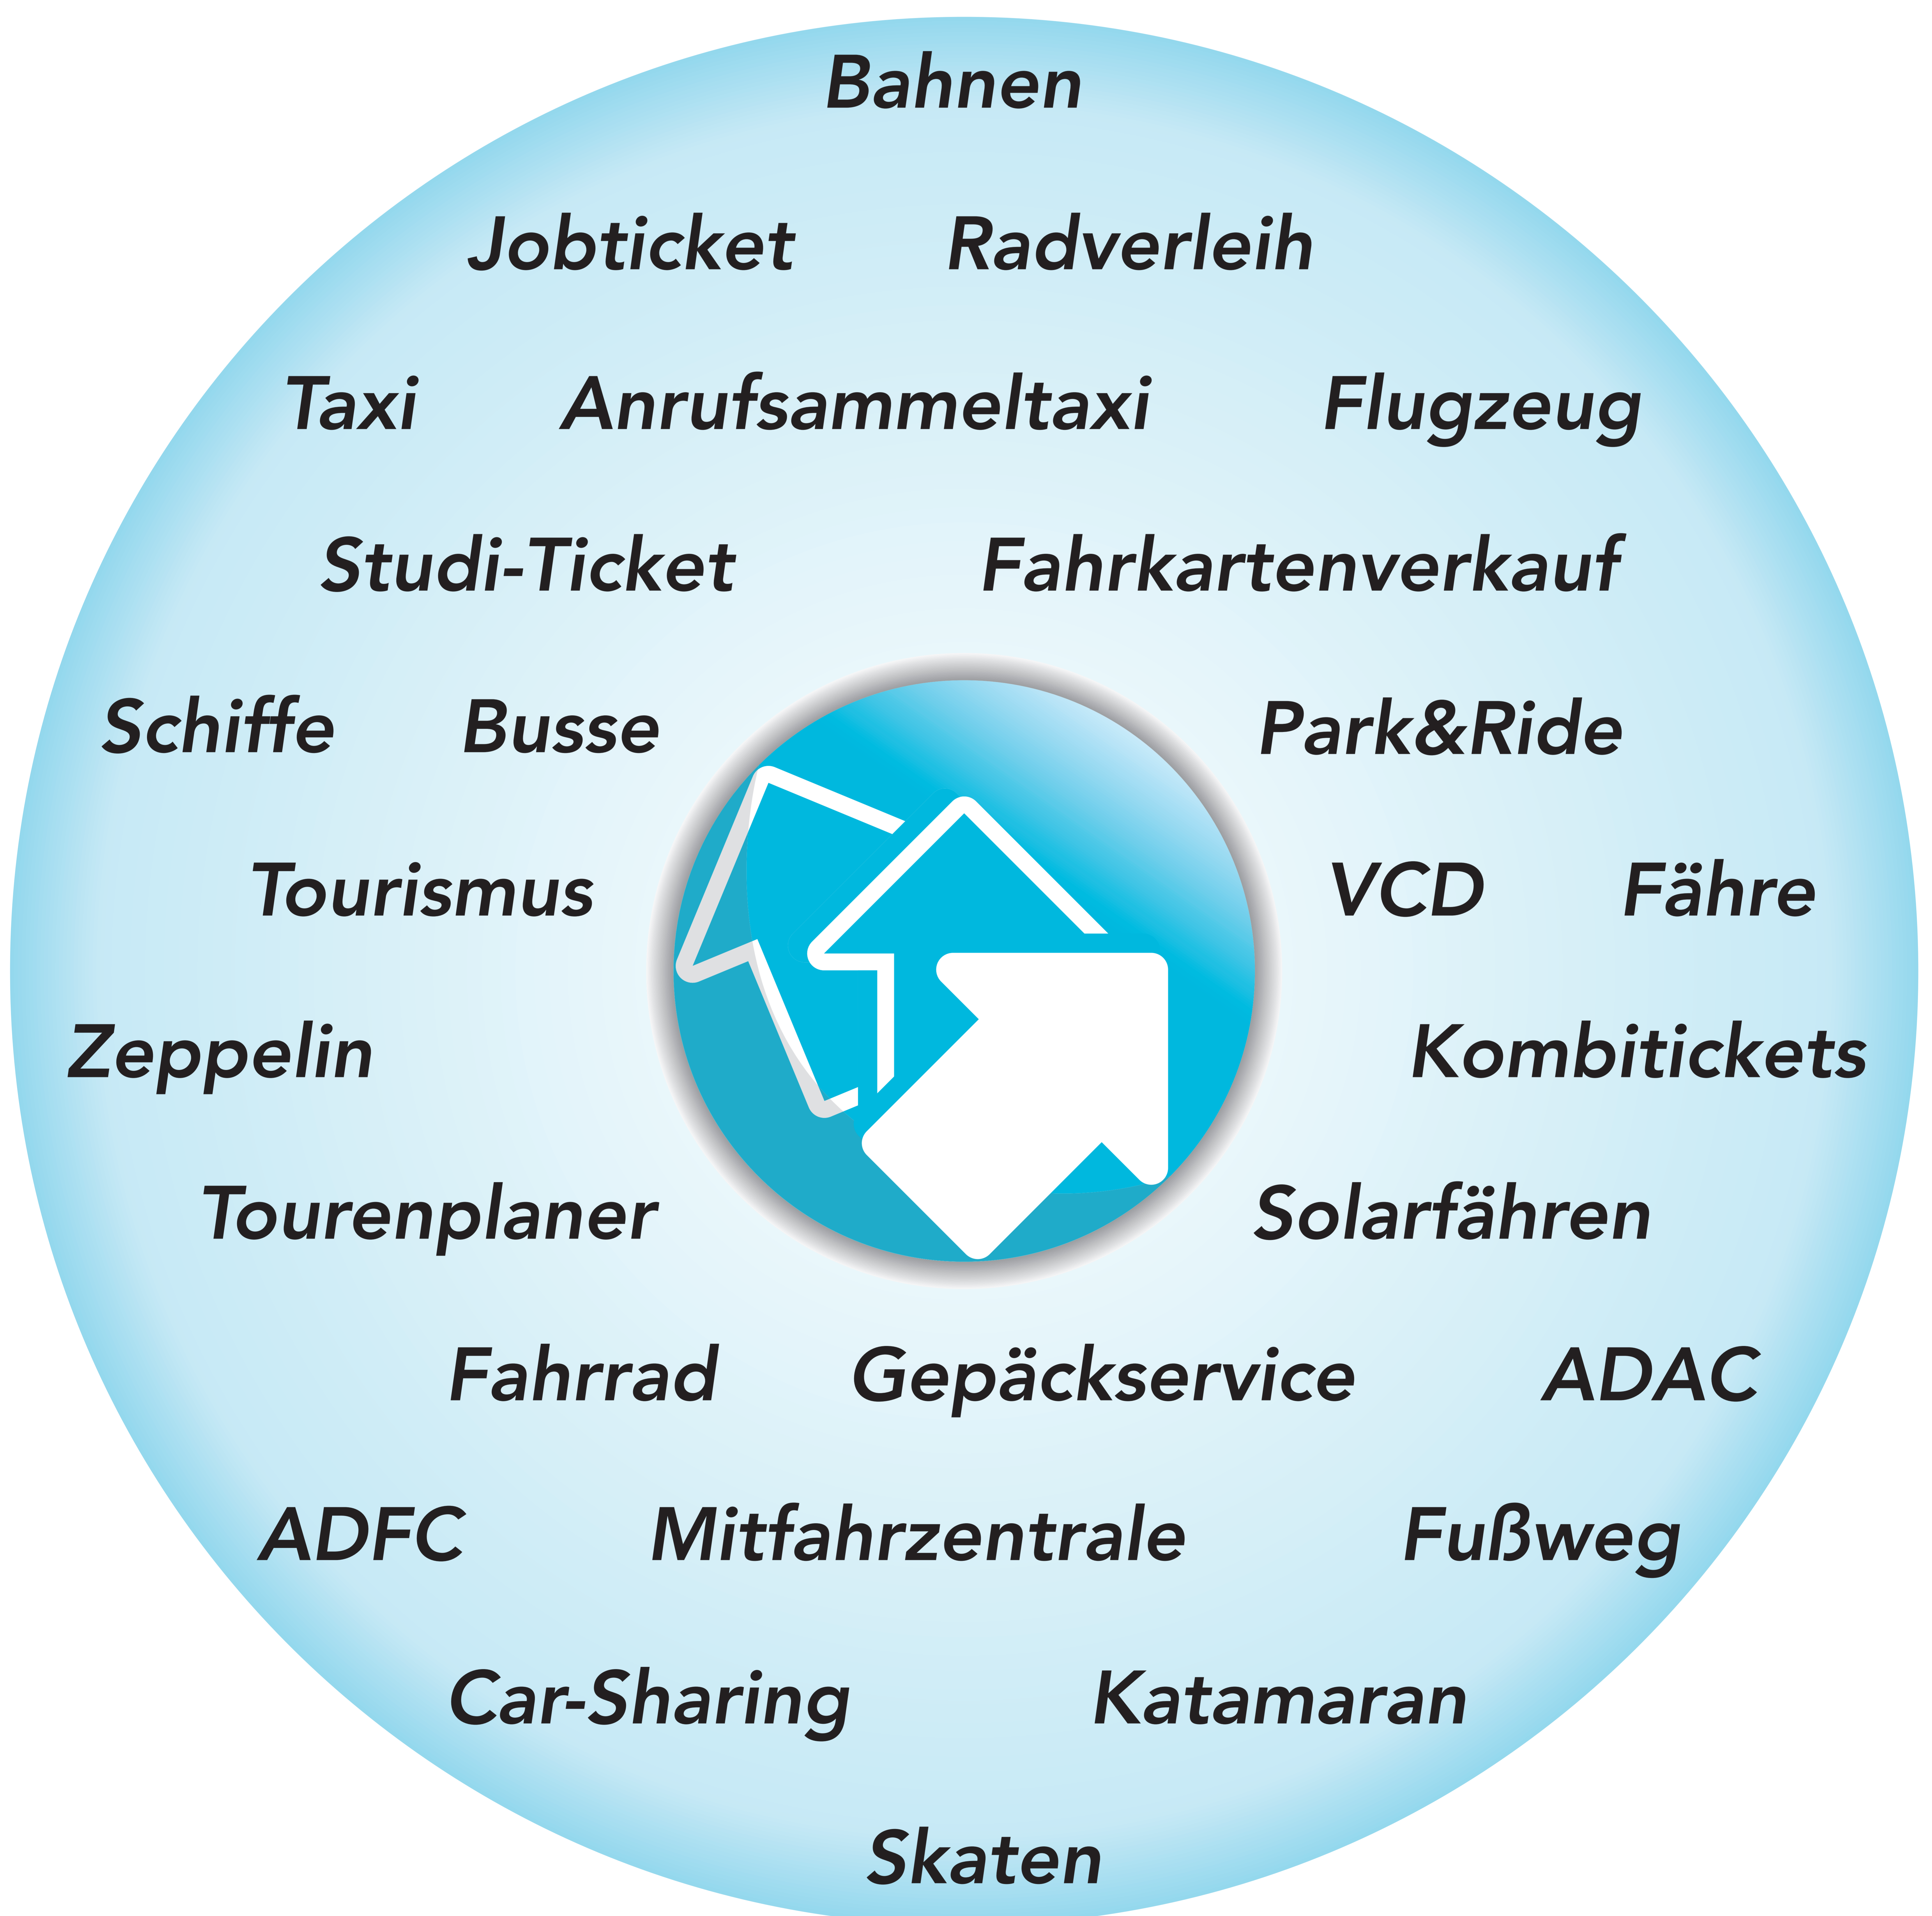 Bahnen
Jobticket Radverleih
Taxi Anrufsammeltaxi Flugzeug
Studi-Ticket Fahrkartenverkauf
Schiffe Busse Park&Ride
Tourismus VCD Fähre
Zeppelin Kombitickets
Tourenplaner Solarfähren
Fahrrad Gepäckservice ADAC
ADFC Mitfahrzentrale Fußweg
Car-Sharing Katamaran
Skaten